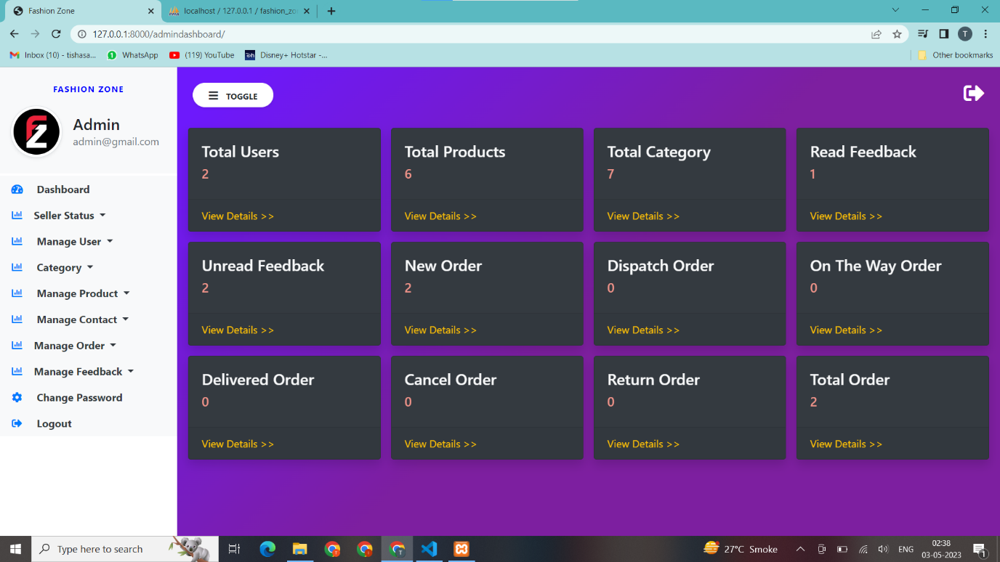 Fashion Zone
localhost / 127.0.0.1 / fashion_zo
127.0.0.1:8000/admindashboard/
T
Inbox (10) - tishasa...
WhatsApp
(119) YouTube
Disney+ Hotstar -...
Other bookmarks
FASHION ZONE
Admin
admin@gmail.com
Dashboard
Seller Status
Manage User
Category
Manage Product
Manage Contact
Manage Order
Manage Feedback
Change Password
Logout
TOGGLE
Total Users
2
View Details >>
Total Products
6
View Details >>
Total Category
7
View Details >>
Read Feedback
1
View Details >>
Unread Feedback
2
View Details >>
New Order
2
View Details >>
Dispatch Order
0
View Details >>
On The Way Order
0
View Details >>
Delivered Order
0
View Details >>
Cancel Order
0
View Details >>
Return Order
0
View Details >>
Total Order
2
View Details >>
Type here to search
27°C Smoke
ENG
02:38
03-05-2023
1